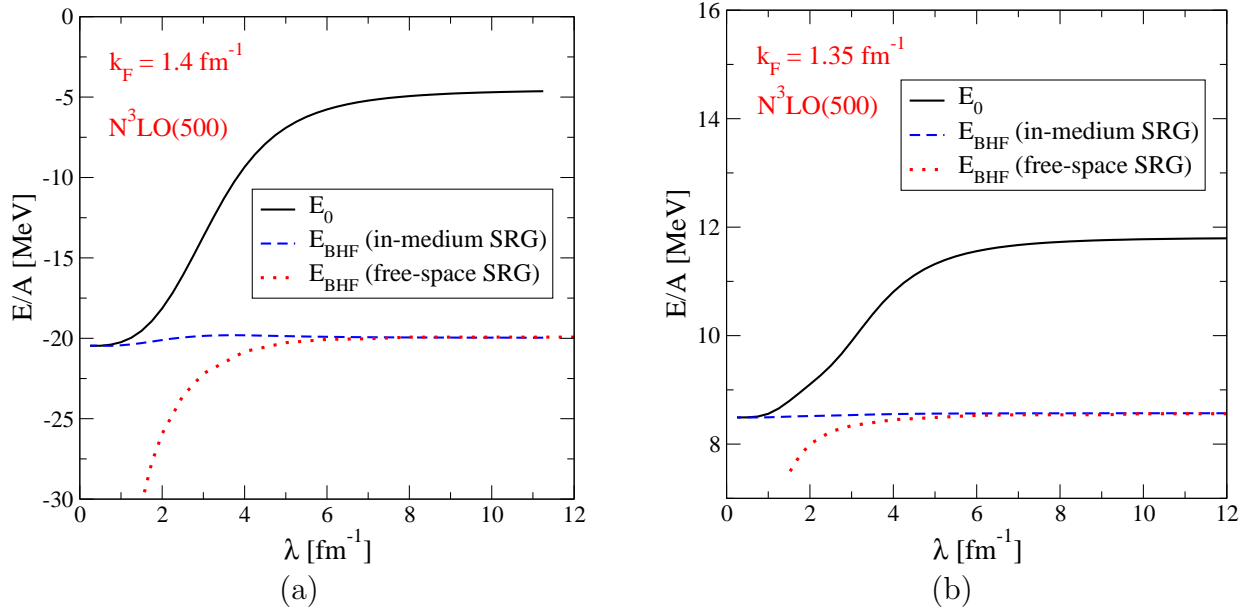 k_F = 1.4 fm^-1
N^3LO(500)
E_0
E_BHF (in-medium SRG)
E_BHF (free-space SRG)
E/A [MeV]
0
-5
-10
-15
-20
-25
-30
0 2 4 6 8 10 12
λ [fm^-1]
(a)
k_F = 1.35 fm^-1
N^3LO(500)
E_0
E_BHF (in-medium SRG)
E_BHF (free-space SRG)
E/A [MeV]
16
14
12
10
8
0 2 4 6 8 10 12
λ [fm^-1]
(b)